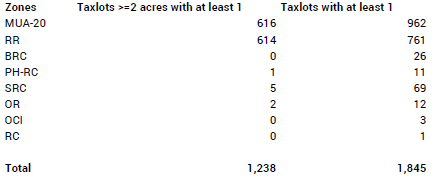 Zones Taxlots >=2 acres with at least 1 Taxlots with at least 1
MUA-20 616 962
RR 614 761
BRC 0 26
PH-RC 1 11
SRC 5 69
OR 2 12
OCI 0 3
RC 0 1
Total 1,238 1,845